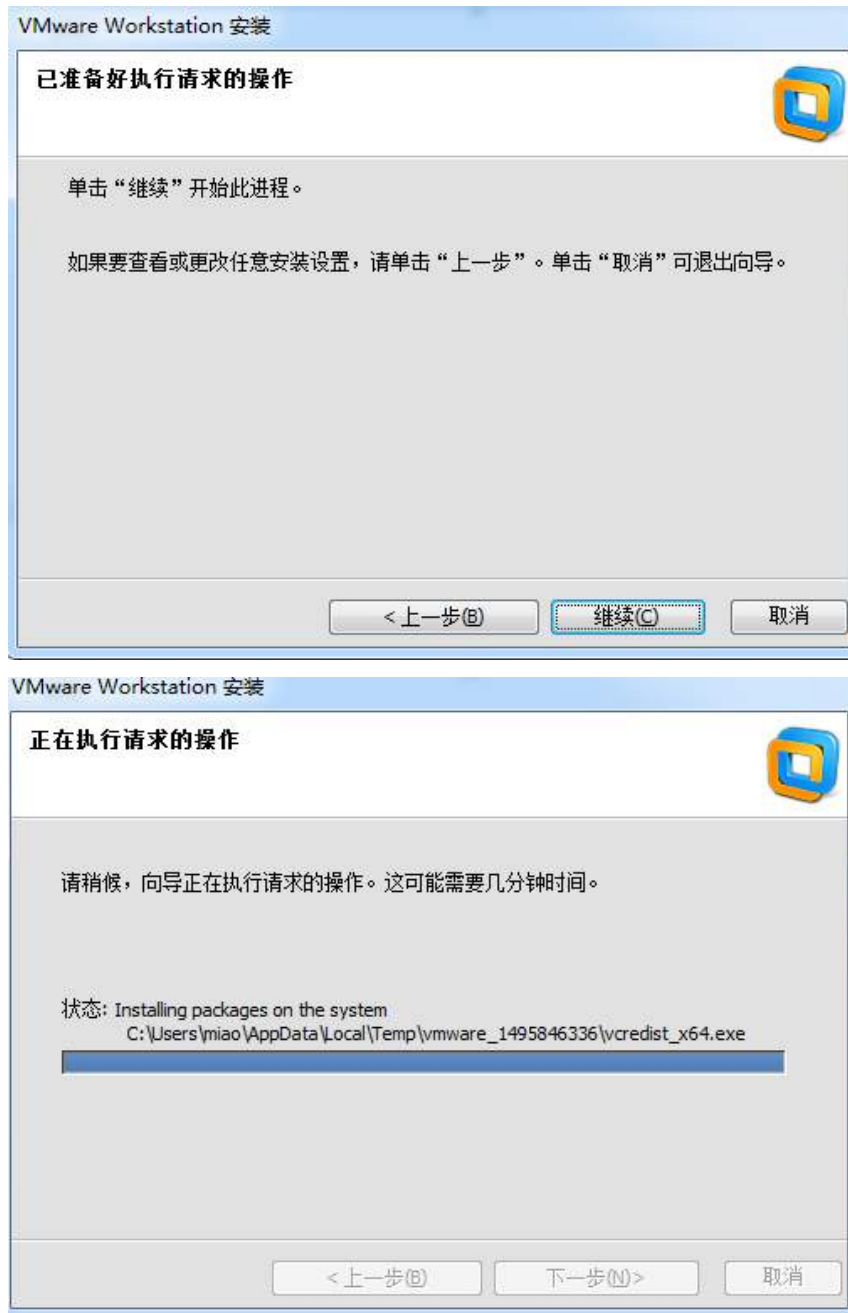 VMware Workstation 安装
已准备好执行请求的操作
单击“继续”开始此进程。
如果要查看或更改任意安装设置，请单击“上一步”。单击“取消”可退出向导。
<上一步(B)
继续(C)
取消
VMware Workstation 安装
正在执行请求的操作
请稍候，向导正在执行请求的操作。这可能需要几分钟时间。
状态: Installing packages on the system
C:\Users\miao\AppData\Local\Temp\vmware_1495846336\vcredist_x64.exe
<上一步(B)
下一步(N)>
取消